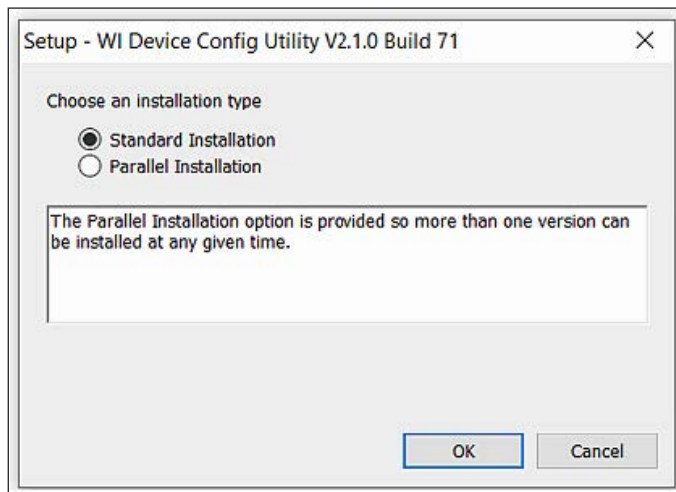 Setup - WI Device Config Utility V2.1.0 Build 71
Choose an installation type
Standard Installation
Parallel Installation
The Parallel Installation option is provided so more than one version can
be installed at any given time.
OK
Cancel